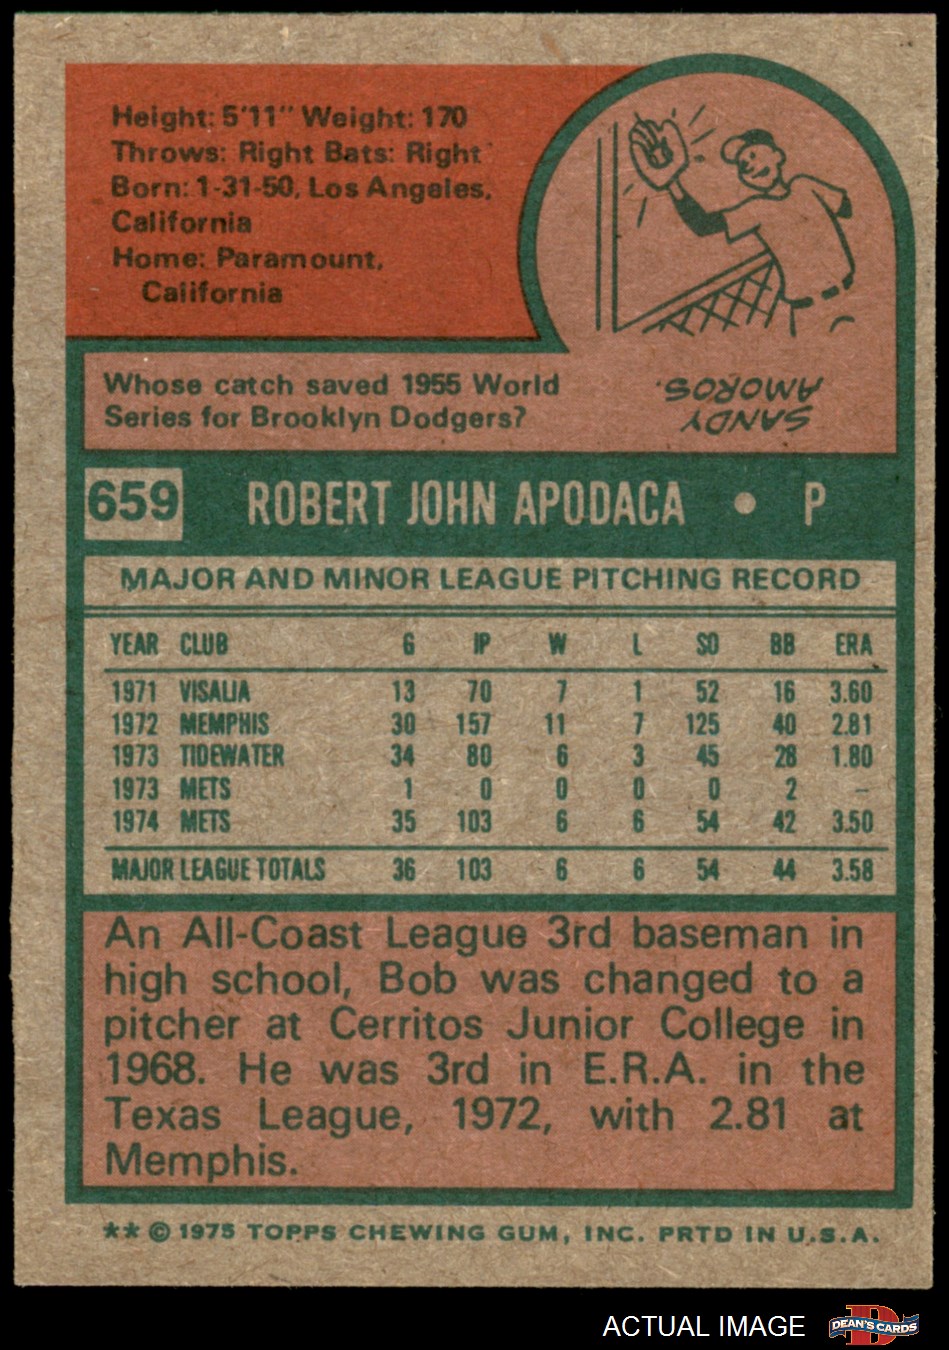 Height: 5'11" Weight: 170
Throws: Right Bats: Right
Born: 1-31-50, Los Angeles,
California
Home: Paramount,
California
Whose catch saved 1955 World
Series for Brooklyn Dodgers?
SANDY
AMOROS.
659 ROBERT JOHN APODACA • P
MAJOR AND MINOR LEAGUE PITCHING RECORD
YEAR CLUB G IP W L SO BB ERA
1971 VISALIA 13 70 7 1 52 16 3.60
1972 MEMPHIS 30 157 11 7 125 40 2.81
1973 TIDEWATER 34 80 6 3 45 28 1.80
1973 METS 1 0 0 0 0 2 –
1974 METS 35 103 6 6 54 42 3.50
MAJOR LEAGUE TOTALS 36 103 6 6 54 44 3.58
An All-Coast League 3rd baseman in
high school, Bob was changed to a
pitcher at Cerritos Junior College in
1968. He was 3rd in E.R.A. in the
Texas League, 1972, with 2.81 at
Memphis.
** © 1975 TOPPS CHEWING GUM, INC. PRTD IN U.S.A.
ACTUAL IMAGE
D
DEAN'S CARDS